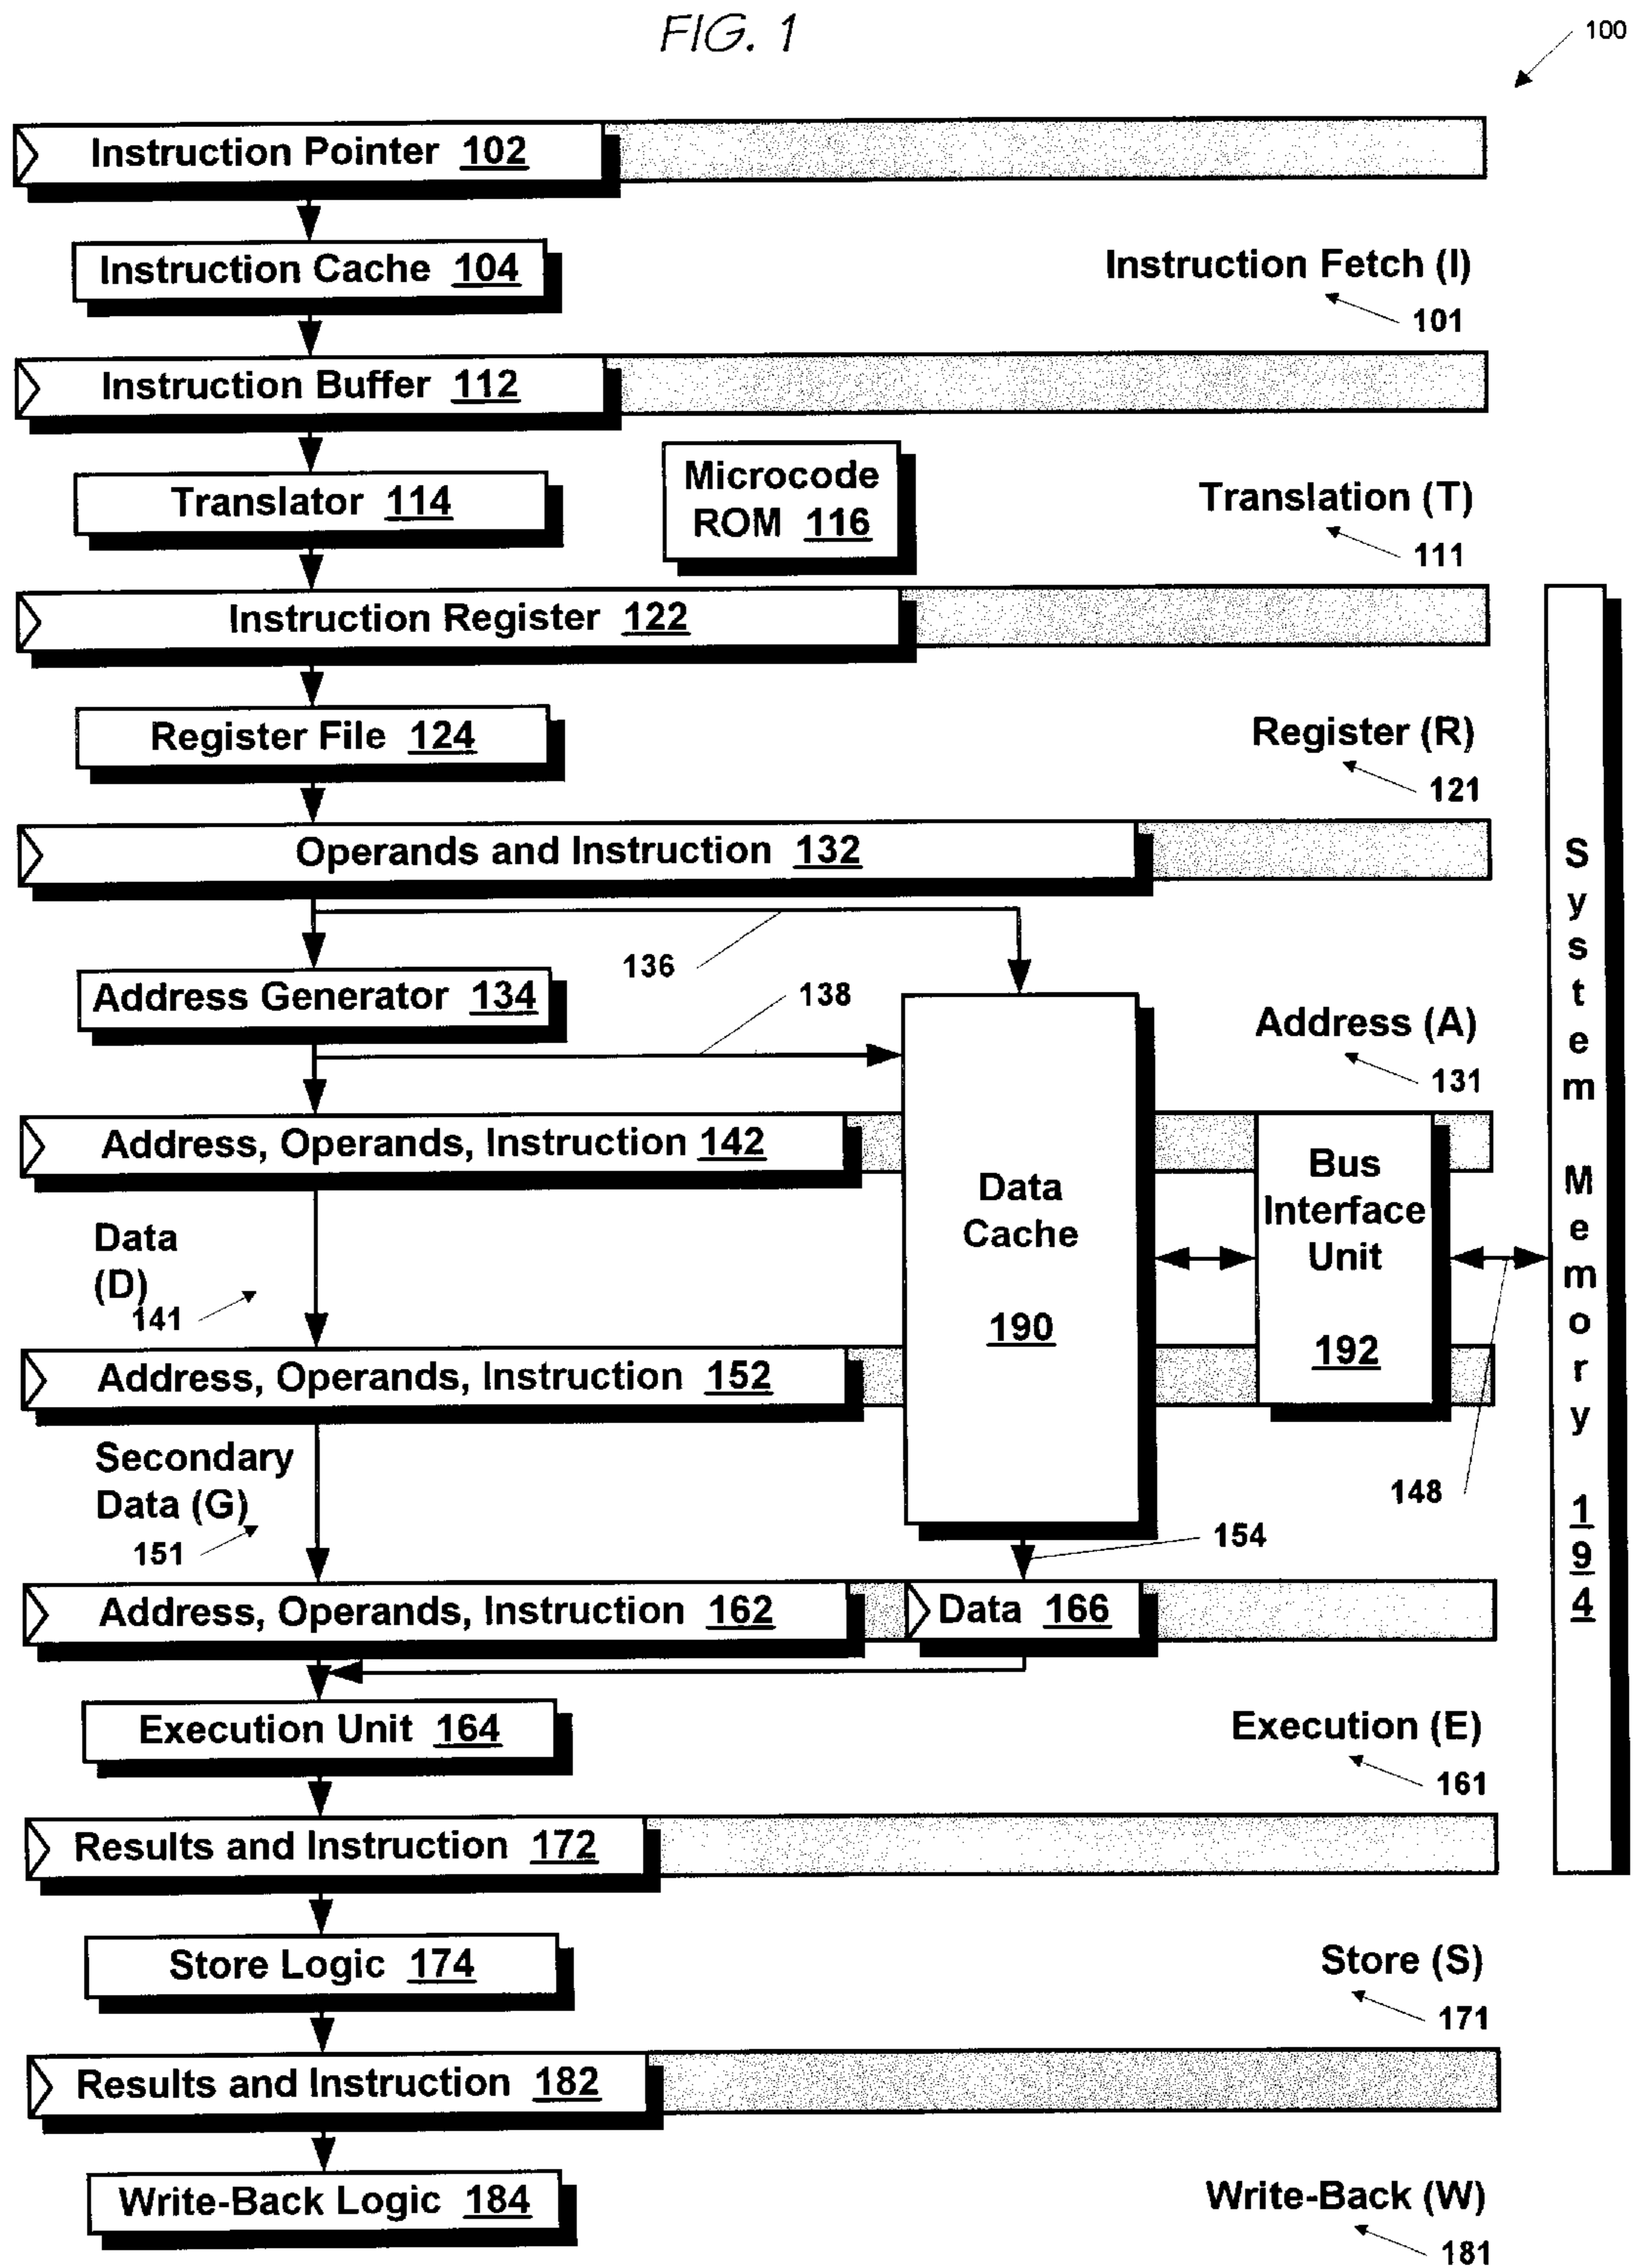 FIG. 1
100
Instruction Pointer 102
Instruction Cache 104
Instruction Fetch (I)
101
Instruction Buffer 112
Translator 114
Microcode
ROM 116
Translation (T)
111
Instruction Register 122
Register File 124
Register (R)
121
Operands and Instruction 132
136
Address Generator 134
138
Address (A)
131
Address, Operands, Instruction 142
Data
(D)
141
Data
Cache
190
Bus
Interface
Unit
192
System Memory 194
Address, Operands, Instruction 152
Secondary
Data (G)
151
148
154
Address, Operands, Instruction 162
Data 166
Execution Unit 164
Execution (E)
161
Results and Instruction 172
Store Logic 174
Store (S)
171
Results and Instruction 182
Write-Back Logic 184
Write-Back (W)
181